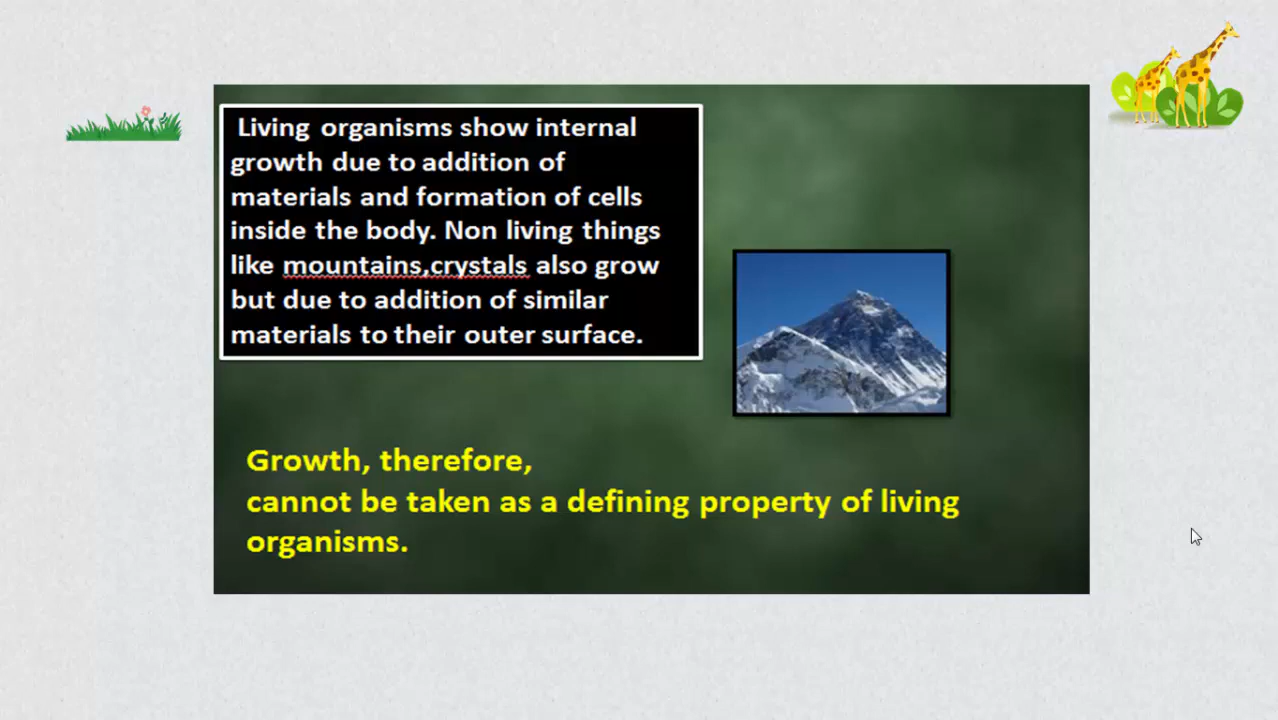 Living organisms show internal
growth due to addition of
materials and formation of cells
inside the body. Non living things
like mountains,crystals also grow
but due to addition of similar
materials to their outer surface.
Growth, therefore,
cannot be taken as a defining property of living
organisms.